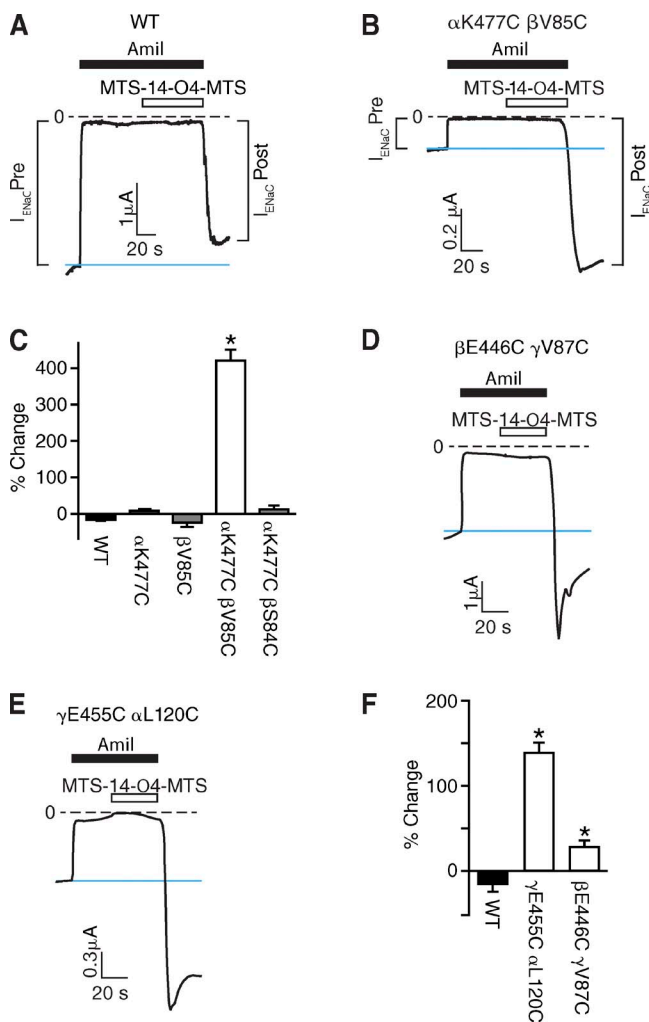 A
WT
Amil
MTS-14-O4-MTS
0
I_ENaC Pre
I_ENaC Post
1μA
20 s
B
αK477C βV85C
Amil
MTS-14-O4-MTS
0
I_ENaC Pre
I_ENaC Post
0.2 μA
20 s
C
% Change
400
300
200
100
0
*
WT
αK477C
βV85C
αK477C βV85C
αK477C βS84C
D
βE446C γV87C
Amil
MTS-14-O4-MTS
0
1μA
20 s
E
γE455C αL120C
Amil
MTS-14-O4-MTS
0
0.3μA
20 s
F
% Change
200
100
0
*
*
WT
γE455C αL120C
βE446C γV87C